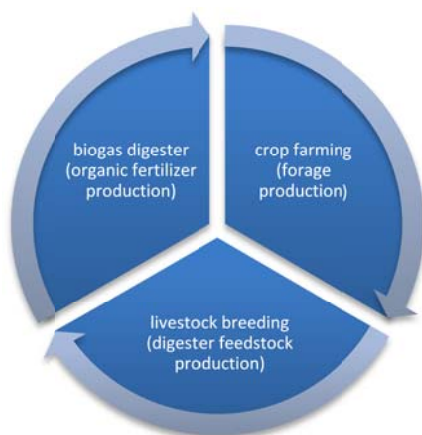 biogas digester
(organic fertilizer
production)
crop farming
(forage
production)
livestock breeding
(digester feedstock
production)